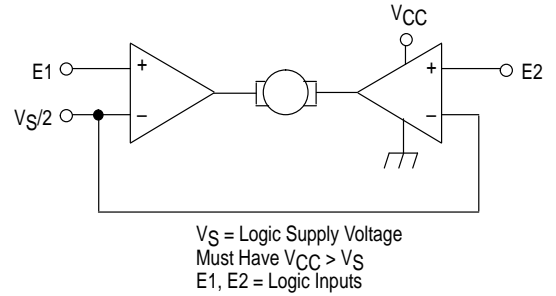 VCC
E1
+
+
E2
VS/2
−
−
VS = Logic Supply Voltage
Must Have VCC > VS
E1, E2 = Logic Inputs